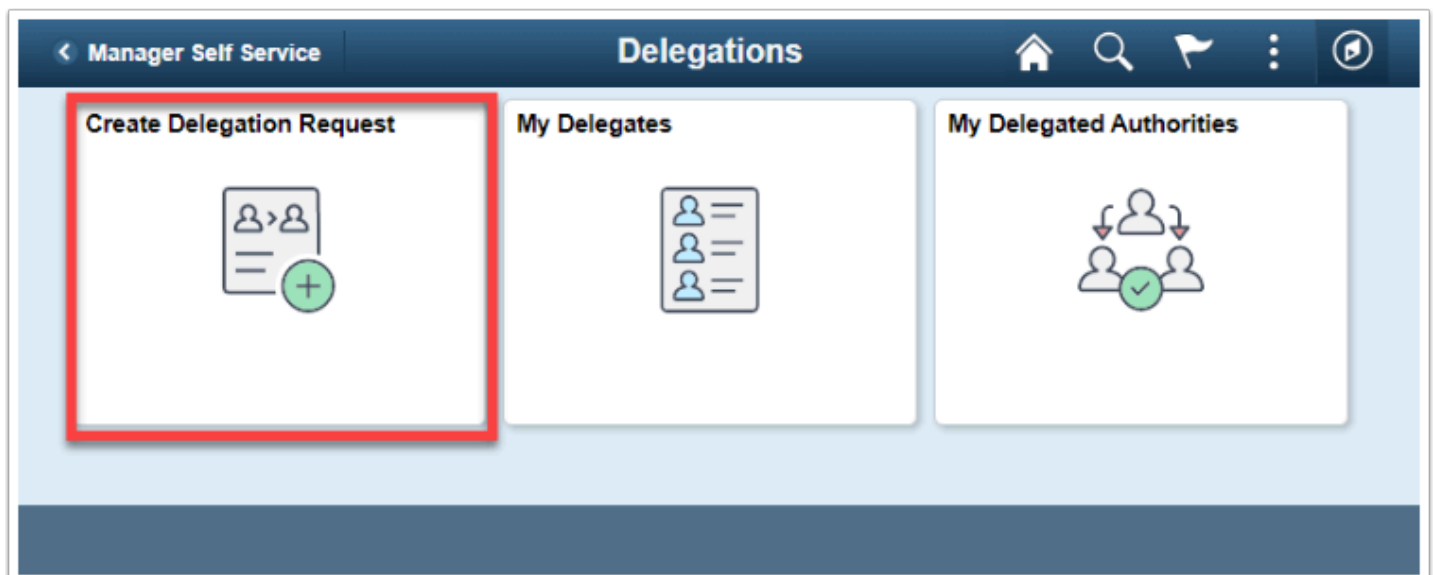 Manager Self Service
Delegations
Create Delegation Request
My Delegates
My Delegated Authorities